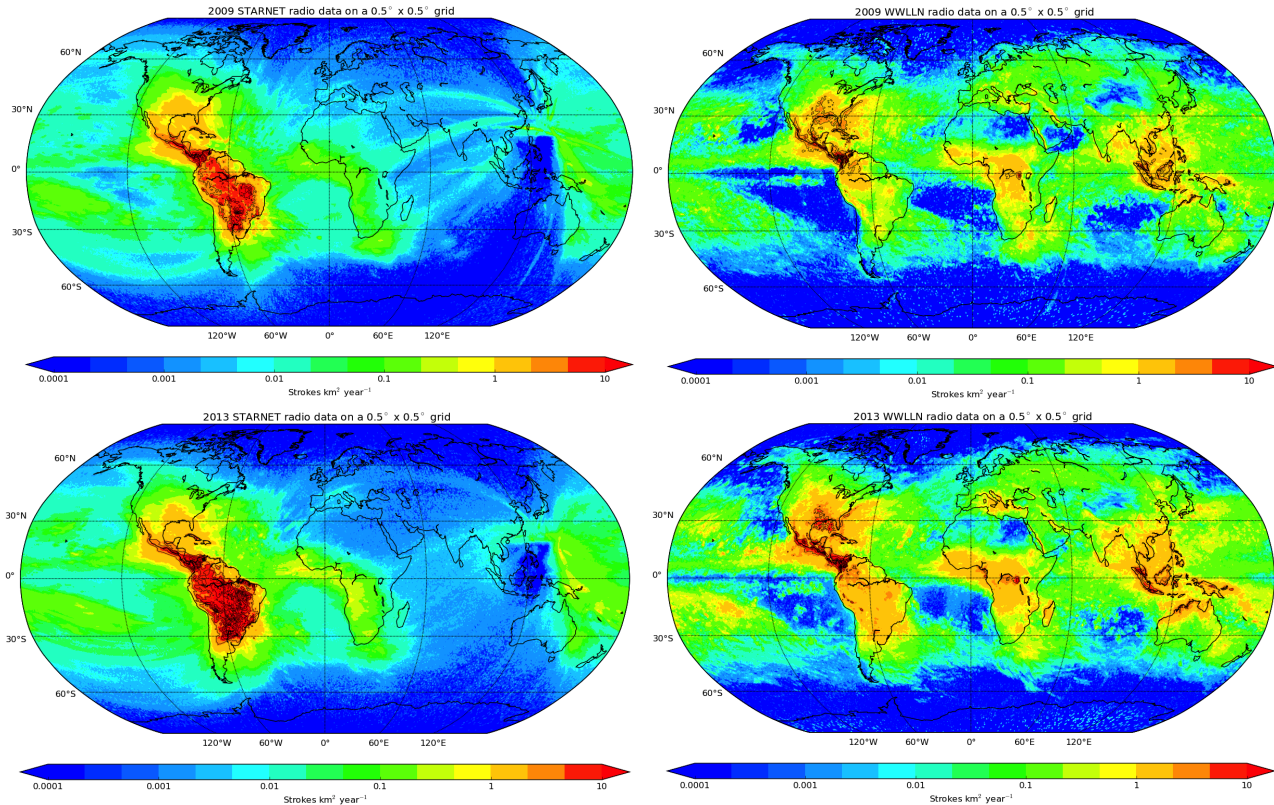 2009 STARNET radio data on a 0.5° x 0.5° grid
60°N
30°N
0°
30°S
60°S
120°W 60°W 0° 60°E 120°E
0.0001 0.001 0.01 0.1 1 10
Strokes km² year⁻¹
2009 WWLLN radio data on a 0.5° x 0.5° grid
60°N
30°N
0°
30°S
60°S
120°W 60°W 0° 60°E 120°E
0.0001 0.001 0.01 0.1 1 10
Strokes km² year⁻¹
2013 STARNET radio data on a 0.5° x 0.5° grid
60°N
30°N
0°
30°S
60°S
120°W 60°W 0° 60°E 120°E
0.0001 0.001 0.01 0.1 1 10
Strokes km² year⁻¹
2013 WWLLN radio data on a 0.5° x 0.5° grid
60°N
30°N
0°
30°S
60°S
120°W 60°W 0° 60°E 120°E
0.0001 0.001 0.01 0.1 1 10
Strokes km² year⁻¹